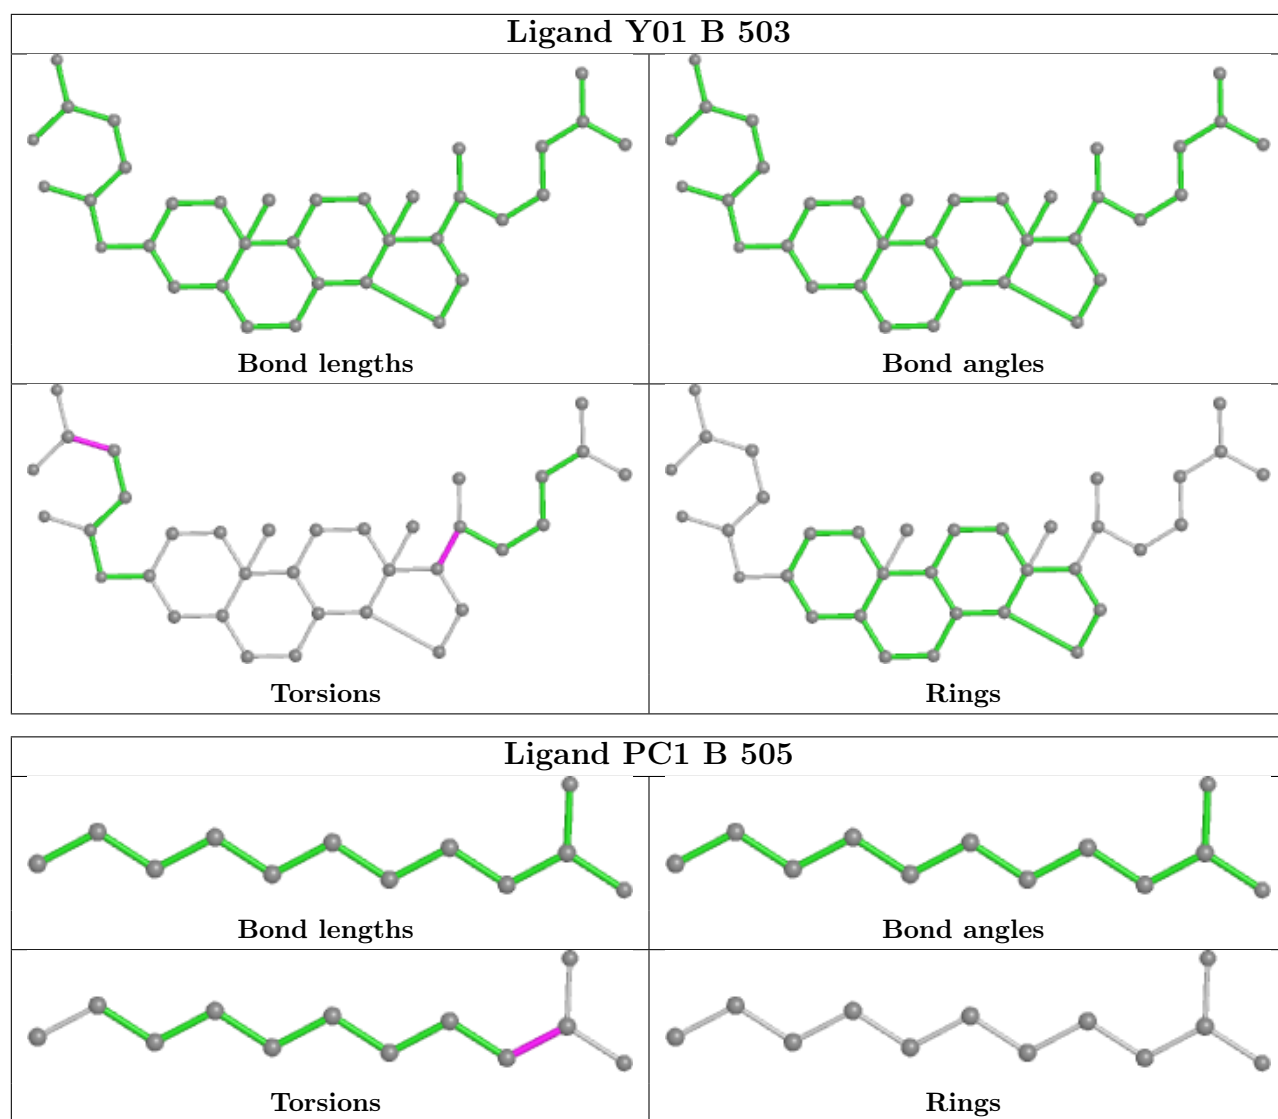 Ligand Y01 B 503
Bond lengths
Bond angles
Torsions
Rings
Ligand PC1 B 505
Bond lengths
Bond angles
Torsions
Rings